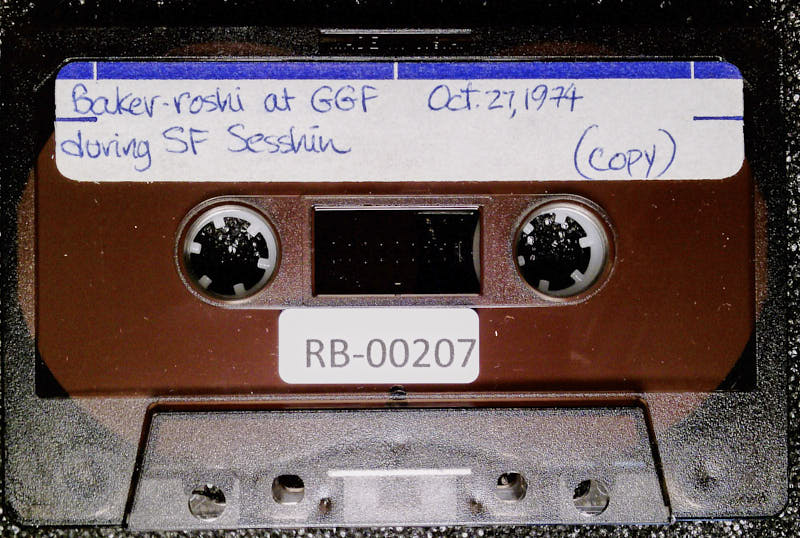 Baker-roshi at GGF Oct. 27, 1974
during SF Sesshin
(copy)
RB-00207